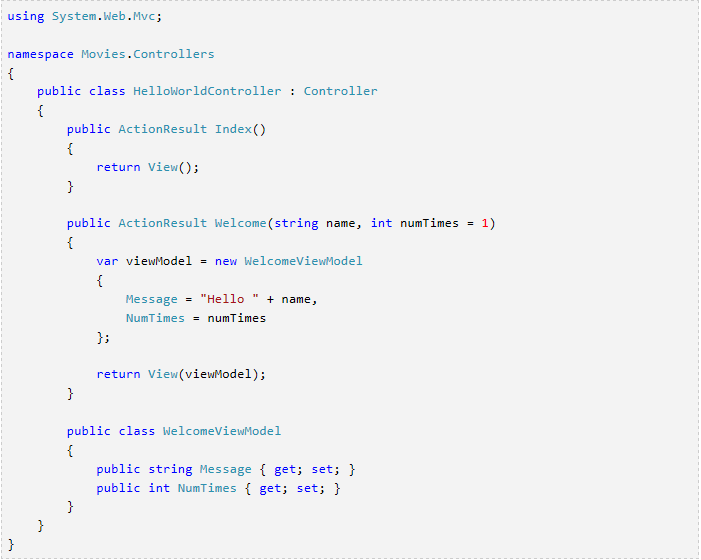 using System.Web.Mvc;

namespace Movies.Controllers
{
    public class HelloWorldController : Controller
    {
        public ActionResult Index()
        {
            return View();
        }

        public ActionResult Welcome(string name, int numTimes = 1)
        {
            var viewModel = new WelcomeViewModel
            {
                Message = "Hello " + name,
                NumTimes = numTimes
            };

            return View(viewModel);
        }

        public class WelcomeViewModel
        {
            public string Message { get; set; }
            public int NumTimes { get; set; }
        }
    }
}